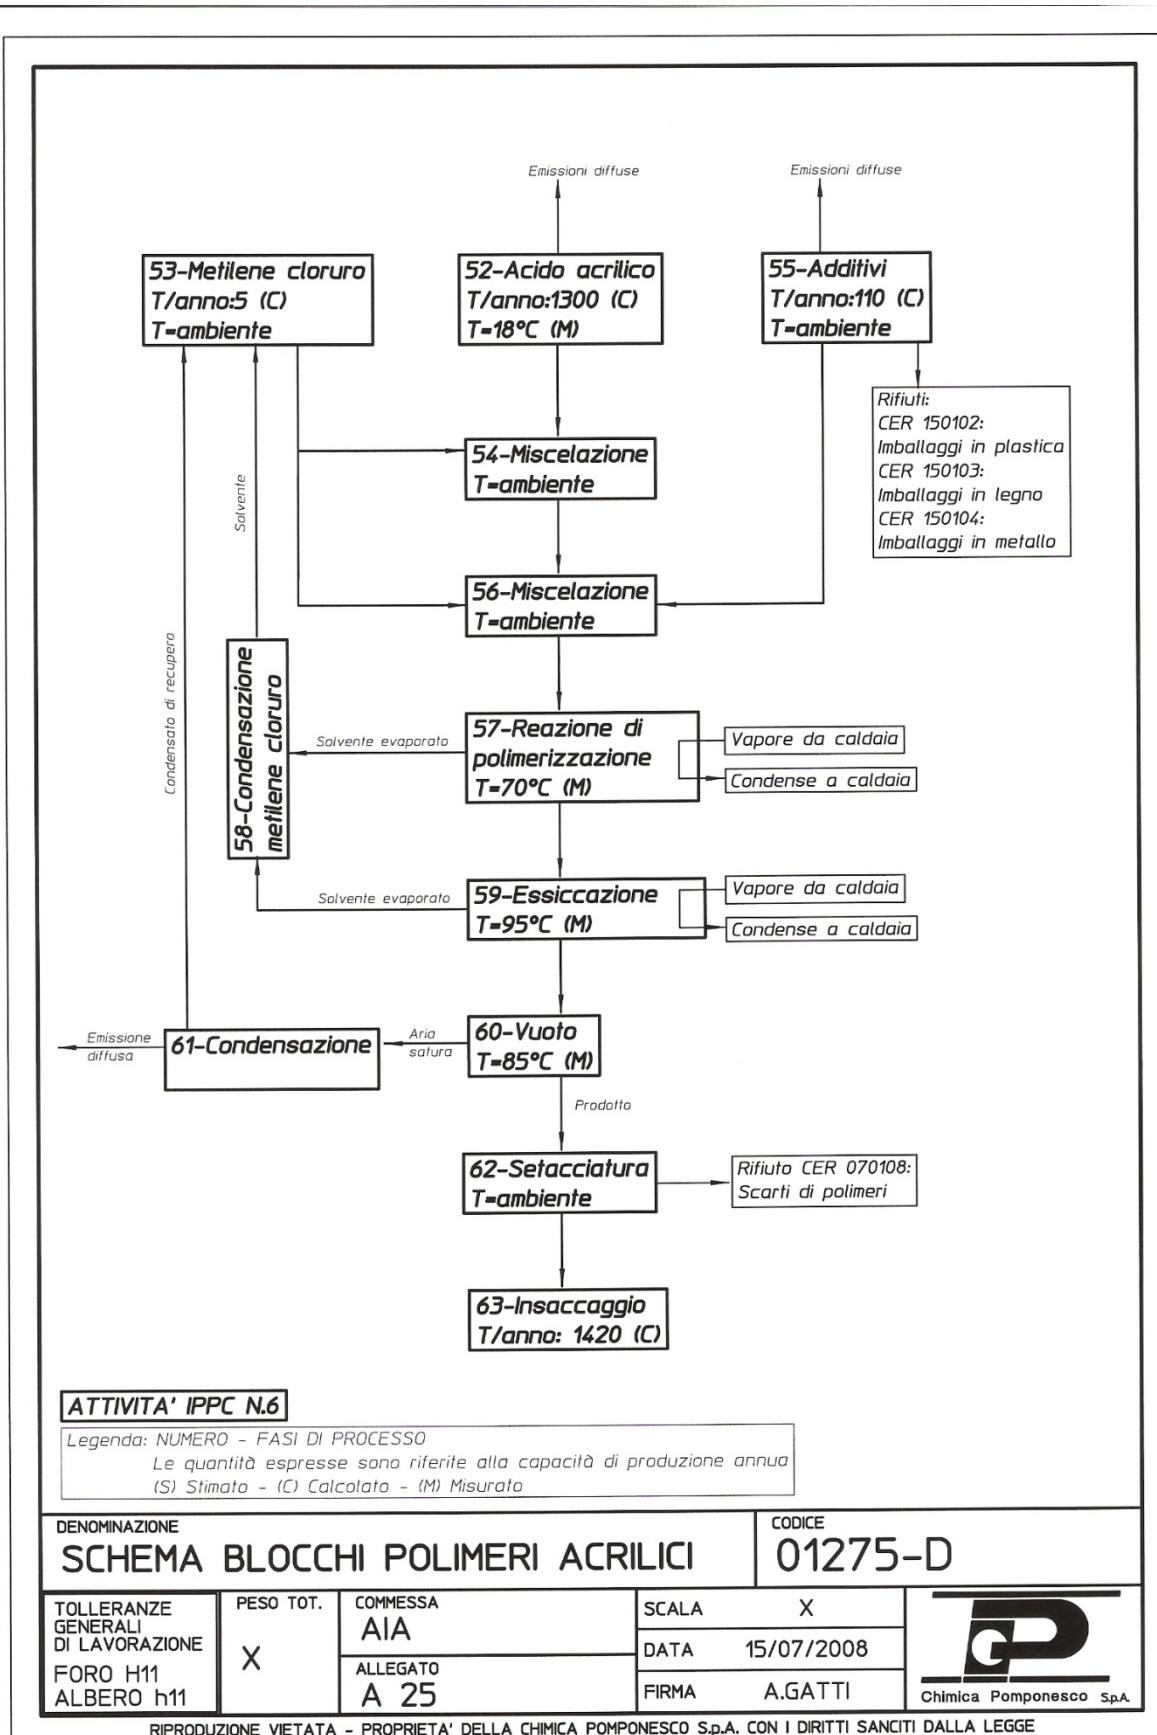 Emissioni diffuse
Emissioni diffuse
53-Metilene cloruro
T/anno:5 (C)
T=ambiente
52-Acido acrilico
T/anno:1300 (C)
T=18°C (M)
55-Additivi
T/anno:110 (C)
T=ambiente
Rifiuti:
CER 150102:
Imballaggi in plastica
CER 150103:
Imballaggi in legno
CER 150104:
Imballaggi in metallo
54-Miscelazione
T=ambiente
Solvente
56-Miscelazione
T=ambiente
Condensato di recupero
58-Condensazione
metilene cloruro
Solvente evaporato
57-Reazione di
polimerizzazione
T=70°C (M)
Vapore da caldaia
Condense a caldaia
Solvente evaporato
59-Essiccazione
T=95°C (M)
Vapore da caldaia
Condense a caldaia
Emissione
diffusa
61-Condensazione
Aria
satura
60-Vuoto
T=85°C (M)
Prodotto
62-Setacciatura
T=ambiente
Rifiuto CER 070108:
Scarti di polimeri
63-Insaccaggio
T/anno: 1420 (C)
ATTIVITA' IPPC N.6
Legenda: NUMERO - FASI DI PROCESSO
Le quantità espresse sono riferite alla capacità di produzione annua
(S) Stimato - (C) Calcolato - (M) Misurato
DENOMINAZIONE
SCHEMA BLOCCHI POLIMERI ACRILICI
CODICE
01275-D
TOLLERANZE
GENERALI
DI LAVORAZIONE
FORO H11
ALBERO h11
PESO TOT.
X
COMMESSA
AIA
ALLEGATO
A 25
SCALA X
DATA 15/07/2008
FIRMA A.GATTI
Chimica Pomponesco S.p.A.
RIPRODUZIONE VIETATA - PROPRIETA' DELLA CHIMICA POMPONESCO S.p.A. CON I DIRITTI SANCITI DALLA LEGGE